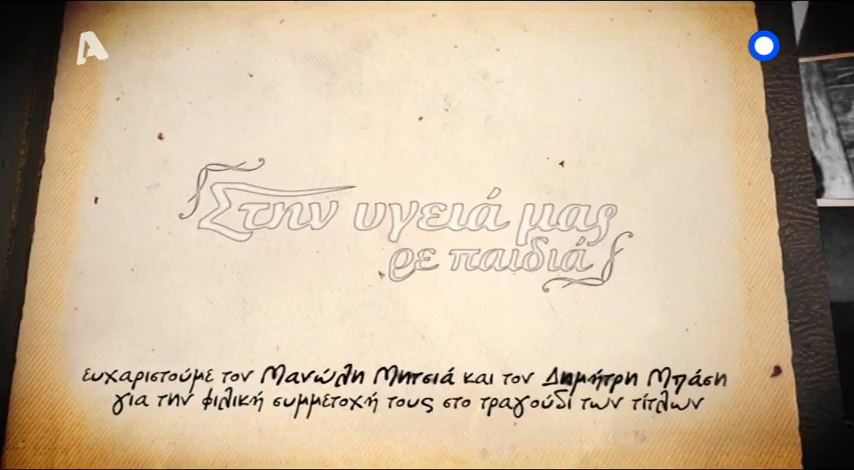 Στην υγειά μας
ρε παιδιά
ευχαριστούμε τον Μανώλη Μητσιά και τον Δημήτρη Μπάση
για την φιλική συμμετοχή τους στο τραγούδι των τίτλων